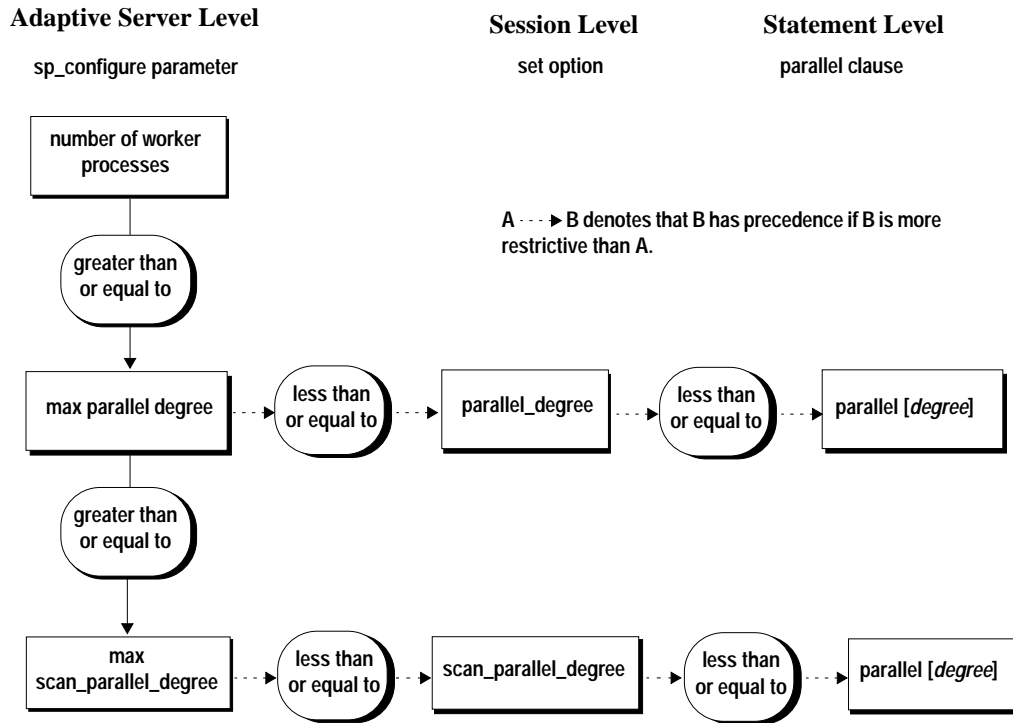 Adaptive Server Level
Session Level
Statement Level
sp_configure parameter
set option
parallel clause
number of worker
processes
A ----▶ B denotes that B has precedence if B is more
restrictive than A.
greater than
or equal to
max parallel degree
less than
or equal to
parallel_degree
less than
or equal to
parallel [degree]
greater than
or equal to
max
scan_parallel_degree
less than
or equal to
scan_parallel_degree
less than
or equal to
parallel [degree]